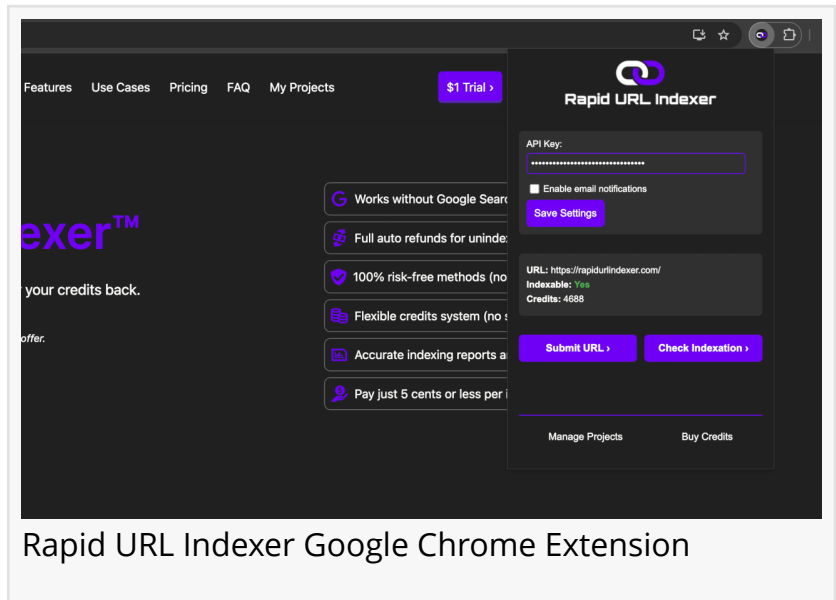 Features Use Cases Pricing FAQ My Projects $1 Trial ›
exer™
your credits back.
offer.
Works without Google Sear
Full auto refunds for uninde
100% risk-free methods (no
Flexible credits system (no s
Accurate indexing reports a
Pay just 5 cents or less per i
Rapid URL Indexer
API Key:
••••••••••••••••••••••••••••••••
Enable email notifications
Save Settings
URL: https://rapidurlindexer.com/
Indexable: Yes
Credits: 4688
Submit URL › Check Indexation ›
Manage Projects Buy Credits
Rapid URL Indexer Google Chrome Extension